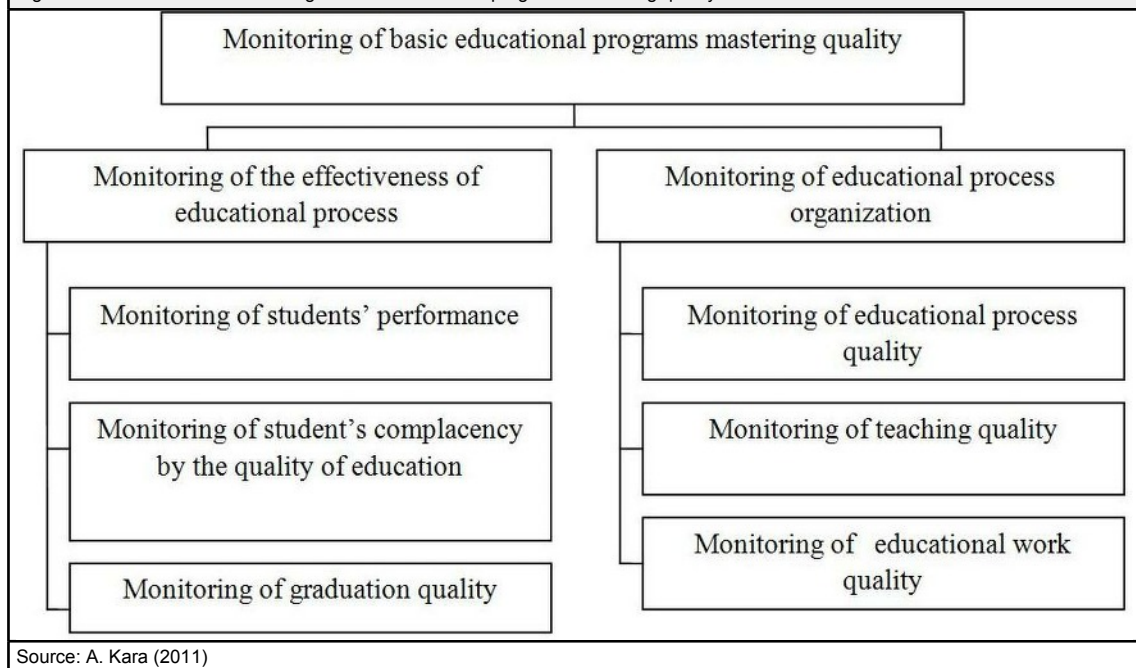 Monitoring of basic educational programs mastering quality
Monitoring of the effectiveness of
educational process
Monitoring of students’ performance
Monitoring of student’s complacency
by the quality of education
Monitoring of graduation quality
Monitoring of educational process
organization
Monitoring of educational process
quality
Monitoring of teaching quality
Monitoring of educational work
quality
Source: A. Kara (2011)